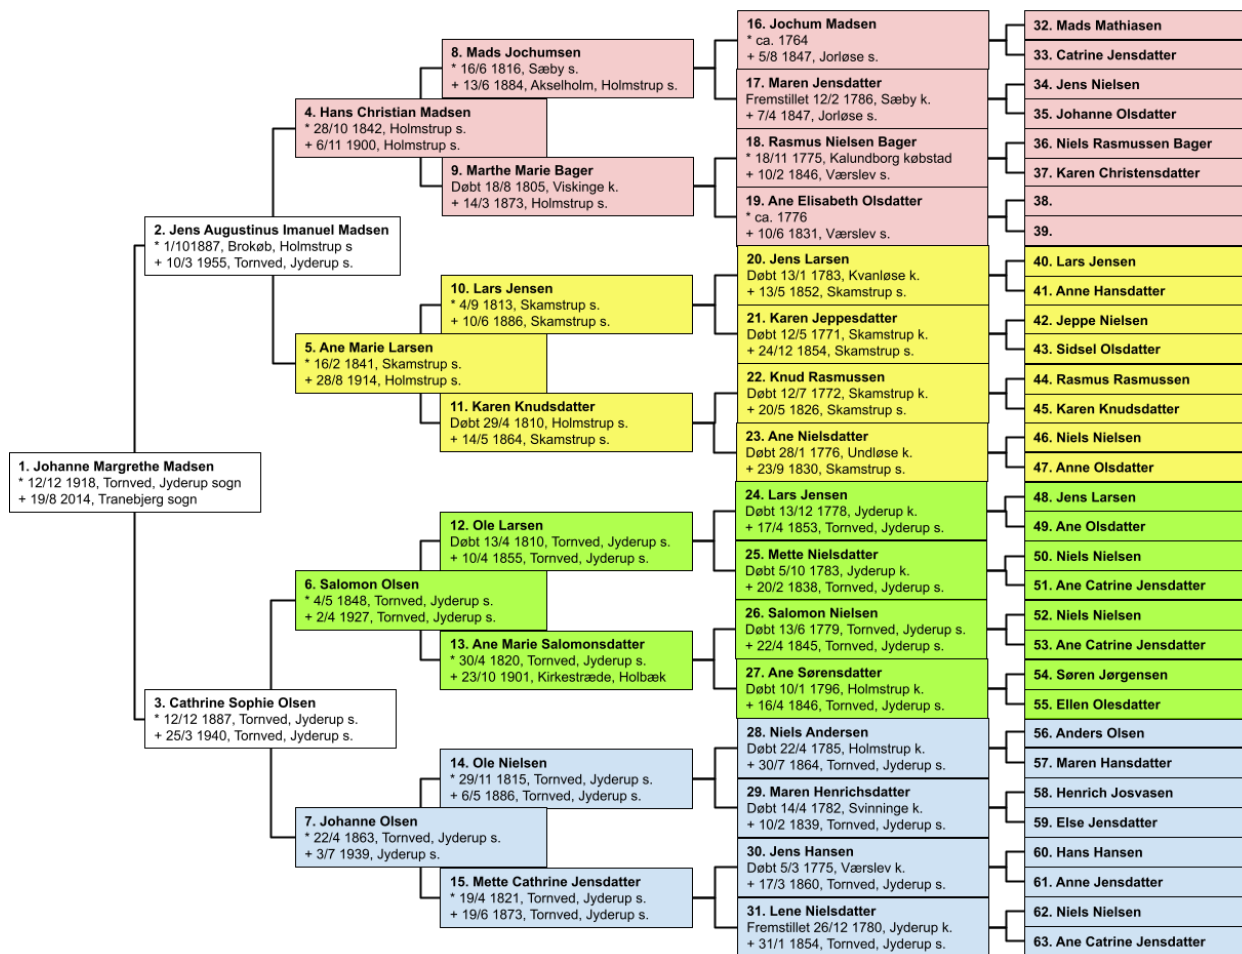 1. Johanne Margrethe Madsen
* 12/12 1918, Tornved, Jyderup sogn
+ 19/8 2014, Tranebjerg sogn
2. Jens Augustinus Imanuel Madsen
* 1/101887, Brokøb, Holmstrup s
+ 10/3 1955, Tornved, Jyderup s.
3. Cathrine Sophie Olsen
* 12/12 1887, Tornved, Jyderup s.
+ 25/3 1940, Tornved, Jyderup s.
4. Hans Christian Madsen
* 28/10 1842, Holmstrup s.
+ 6/11 1900, Holmstrup s.
5. Ane Marie Larsen
* 16/2 1841, Skamstrup s.
+ 28/8 1914, Holmstrup s.
6. Salomon Olsen
* 4/5 1848, Tornved, Jyderup s.
+ 2/4 1927, Tornved, Jyderup s.
7. Johanne Olsen
* 22/4 1863, Tornved, Jyderup s.
+ 3/7 1939, Jyderup s.
8. Mads Jochumsen
* 16/6 1816, Sæby s.
+ 13/6 1884, Akselholm, Holmstrup s.
9. Marthe Marie Bager
Døbt 18/8 1805, Viskinge k.
+ 14/3 1873, Holmstrup s.
10. Lars Jensen
* 4/9 1813, Skamstrup s.
+ 10/6 1886, Skamstrup s.
11. Karen Knudsdatter
Døbt 29/4 1810, Holmstrup s.
+ 14/5 1864, Skamstrup s.
12. Ole Larsen
Døbt 13/4 1810, Tornved, Jyderup s.
+ 10/4 1855, Tornved, Jyderup s.
13. Ane Marie Salomonsdatter
* 30/4 1820, Tornved, Jyderup s.
+ 23/10 1901, Kirkestræde, Holbæk
14. Ole Nielsen
* 29/11 1815, Tornved, Jyderup s.
+ 6/5 1886, Tornved, Jyderup s.
15. Mette Cathrine Jensdatter
* 19/4 1821, Tornved, Jyderup s.
+ 19/6 1873, Tornved, Jyderup s.
16. Jochum Madsen
* ca. 1764
+ 5/8 1847, Jorløse s.
17. Maren Jensdatter
Fremstillet 12/2 1786, Sæby k.
+ 7/4 1847, Jorløse s.
18. Rasmus Nielsen Bager
* 18/11 1775, Kalundborg købstad
+ 10/2 1846, Værslev s.
19. Ane Elisabeth Olsdatter
* ca. 1776
+ 10/6 1831, Værslev s.
20. Jens Larsen
Døbt 13/1 1783, Kvanløse k.
+ 13/5 1852, Skamstrup s.
21. Karen Jeppesdatter
Døbt 12/5 1771, Skamstrup k.
+ 24/12 1854, Skamstrup s.
22. Knud Rasmussen
Døbt 12/7 1772, Skamstrup k.
+ 20/5 1826, Skamstrup s.
23. Ane Nielsdatter
Døbt 28/1 1776, Undløse k.
+ 23/9 1830, Skamstrup s.
24. Lars Jensen
Døbt 13/12 1778, Jyderup k.
+ 17/4 1853, Tornved, Jyderup s.
25. Mette Nielsdatter
Døbt 5/10 1783, Jyderup k.
+ 20/2 1838, Tornved, Jyderup s.
26. Salomon Nielsen
Døbt 13/6 1779, Tornved, Jyderup s.
+ 22/4 1845, Tornved, Jyderup s.
27. Ane Sørensdatter
Døbt 10/1 1796, Holmstrup k.
+ 16/4 1846, Tornved, Jyderup s.
28. Niels Andersen
Døbt 22/4 1785, Holmstrup k.
+ 30/7 1864, Tornved, Jyderup s.
29. Maren Henrichsdatter
Døbt 14/4 1782, Svinninge k.
+ 10/2 1839, Tornved, Jyderup s.
30. Jens Hansen
Døbt 5/3 1775, Værslev k.
+ 17/3 1860, Tornved, Jyderup s.
31. Lene Nielsdatter
Fremstillet 26/12 1780, Jyderup k.
+ 31/1 1854, Tornved, Jyderup s.
32. Mads Mathiasen
33. Catrine Jensdatter
34. Jens Nielsen
35. Johanne Olsdatter
36. Niels Rasmussen Bager
37. Karen Christensdatter
38.
39.
40. Lars Jensen
41. Anne Hansdatter
42. Jeppe Nielsen
43. Sidsel Olsdatter
44. Rasmus Rasmussen
45. Karen Knudsdatter
46. Niels Nielsen
47. Anne Olsdatter
48. Jens Larsen
49. Ane Olsdatter
50. Niels Nielsen
51. Ane Catrine Jensdatter
52. Niels Nielsen
53. Ane Catrine Jensdatter
54. Søren Jørgensen
55. Ellen Olesdatter
56. Anders Olsen
57. Maren Hansdatter
58. Henrich Josvasen
59. Else Jensdatter
60. Hans Hansen
61. Anne Jensdatter
62. Niels Nielsen
63. Ane Catrine Jensdatter